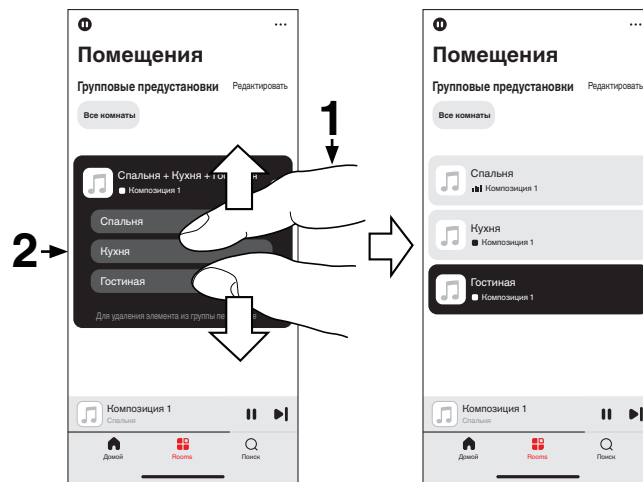 Помещения
Групповые предустановки Редактировать
Все комнаты
1
Спальня + Кухня +
Композиция 1
Спальня
2
Кухня
Гостиная
Для удаления элемента из группы
Композиция 1
Спальня
Домой Rooms Поиск
Помещения
Групповые предустановки Редактировать
Все комнаты
Спальня
Композиция 1
Кухня
Композиция 1
Гостиная
Композиция 1
Композиция 1
Спальня
Домой Rooms Поиск